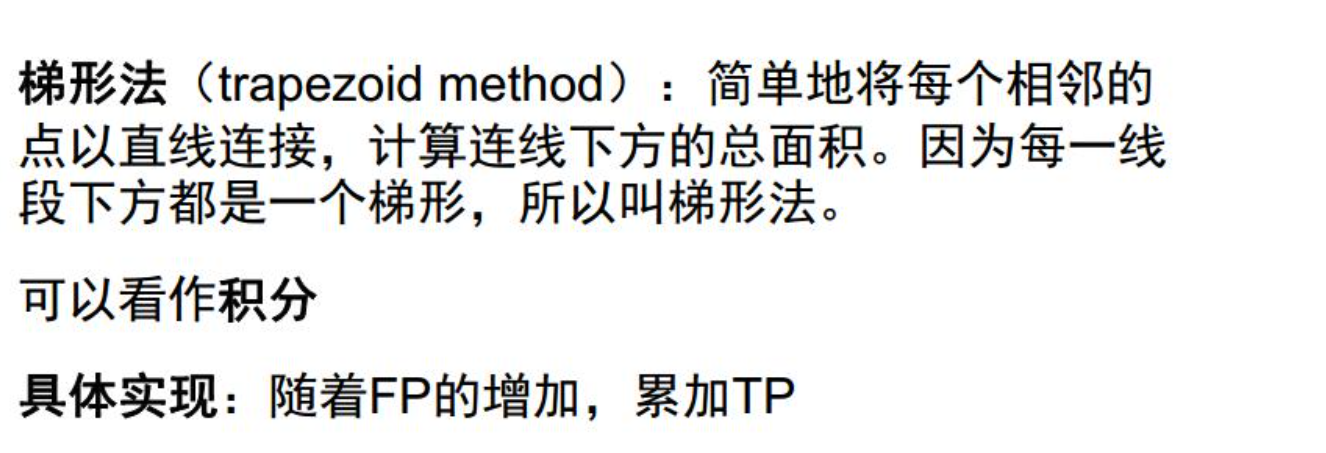 梯形法（trapezoid method）：简单地将每个相邻的
点以直线连接，计算连线下方的总面积。因为每一线
段下方都是一个梯形，所以叫梯形法。
可以看作积分
具体实现：随着FP的增加，累加TP